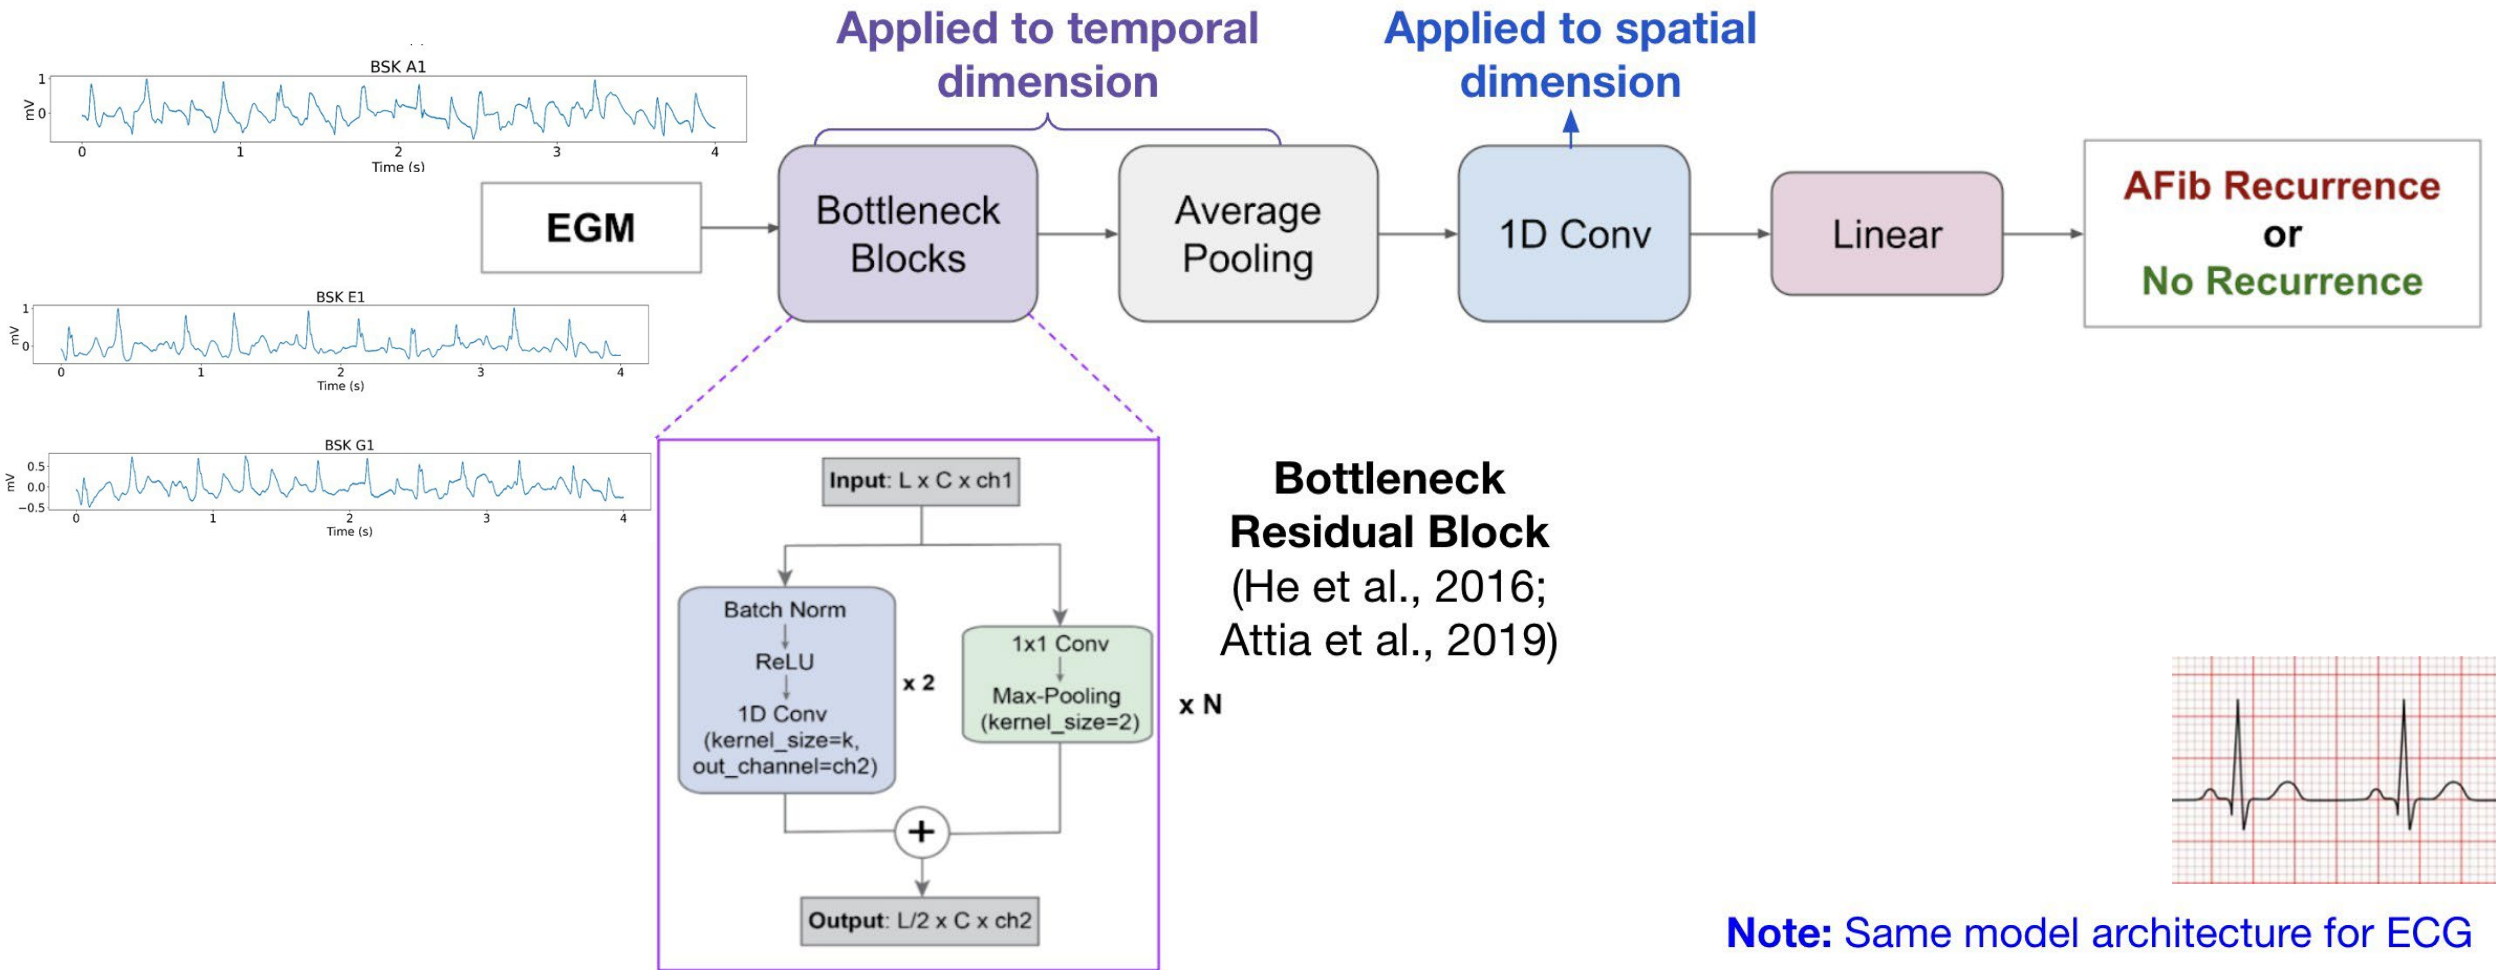 Applied to temporal
dimension
Applied to spatial
dimension
BSK A1
1
0
mV
0 1 2 3 4
Time (s)
EGM
Bottleneck
Blocks
Average
Pooling
1D Conv
Linear
AFib Recurrence
or
No Recurrence
BSK E1
1
0
mV
0 1 2 3 4
Time (s)
BSK G1
0.5
0.0
−0.5
mV
0 1 2 3 4
Time (s)
Input: L x C x ch1
Batch Norm
ReLU
1D Conv
(kernel_size=k,
out_channel=ch2)
x 2
1x1 Conv
Max-Pooling
(kernel_size=2)
x N
+
Output: L/2 x C x ch2
Bottleneck
Residual Block
(He et al., 2016;
Attia et al., 2019)
Note: Same model architecture for ECG